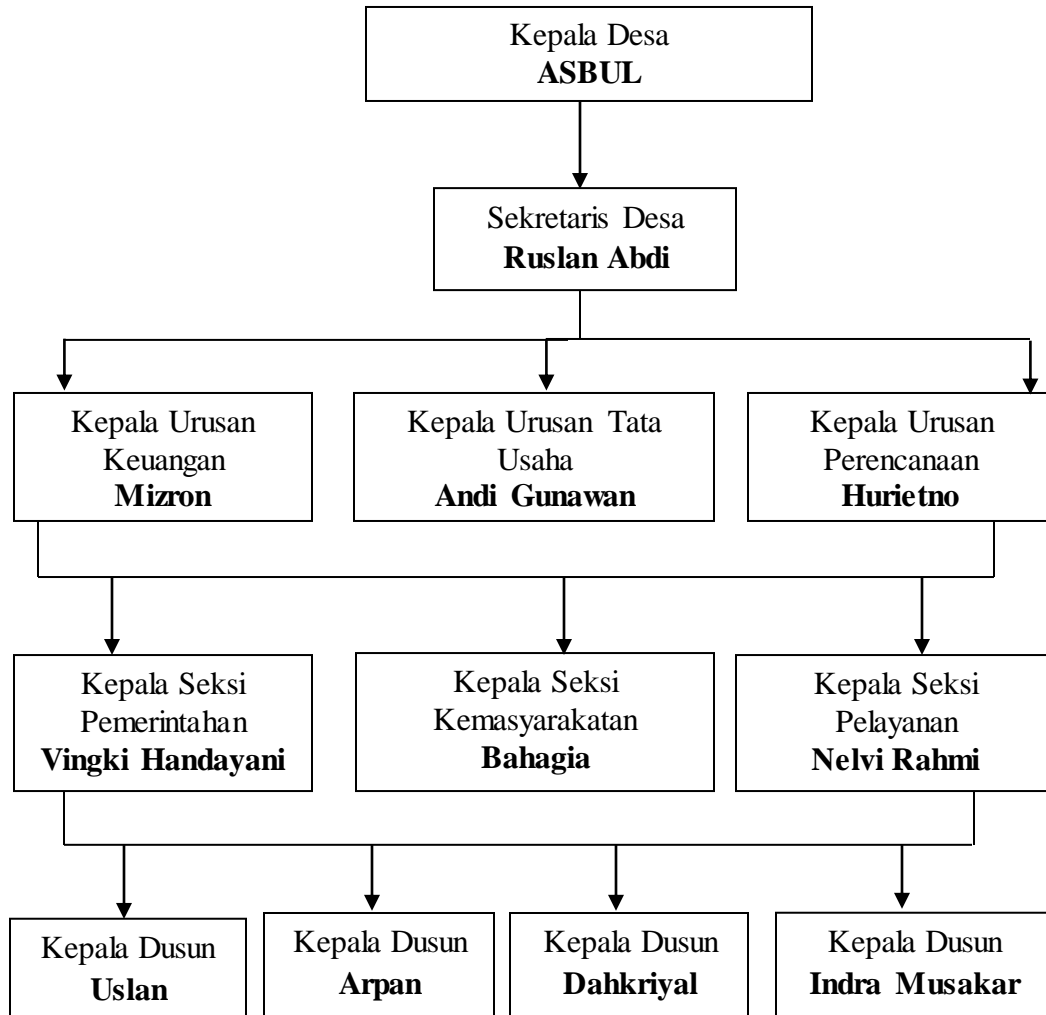 Kepala Desa
ASBUL
Sekretaris Desa
Ruslan Abdi
Kepala Urusan
Keuangan
Mizron
Kepala Urusan Tata
Usaha
Andi Gunawan
Kepala Urusan
Perencanaan
Hurietno
Kepala Seksi
Pemerintahan
Vingki Handayani
Kepala Seksi
Kemasyarakatan
Bahagia
Kepala Seksi
Pelayanan
Nelvi Rahmi
Kepala Dusun
Uslan
Kepala Dusun
Arpan
Kepala Dusun
Dahkriyal
Kepala Dusun
Indra Musakar